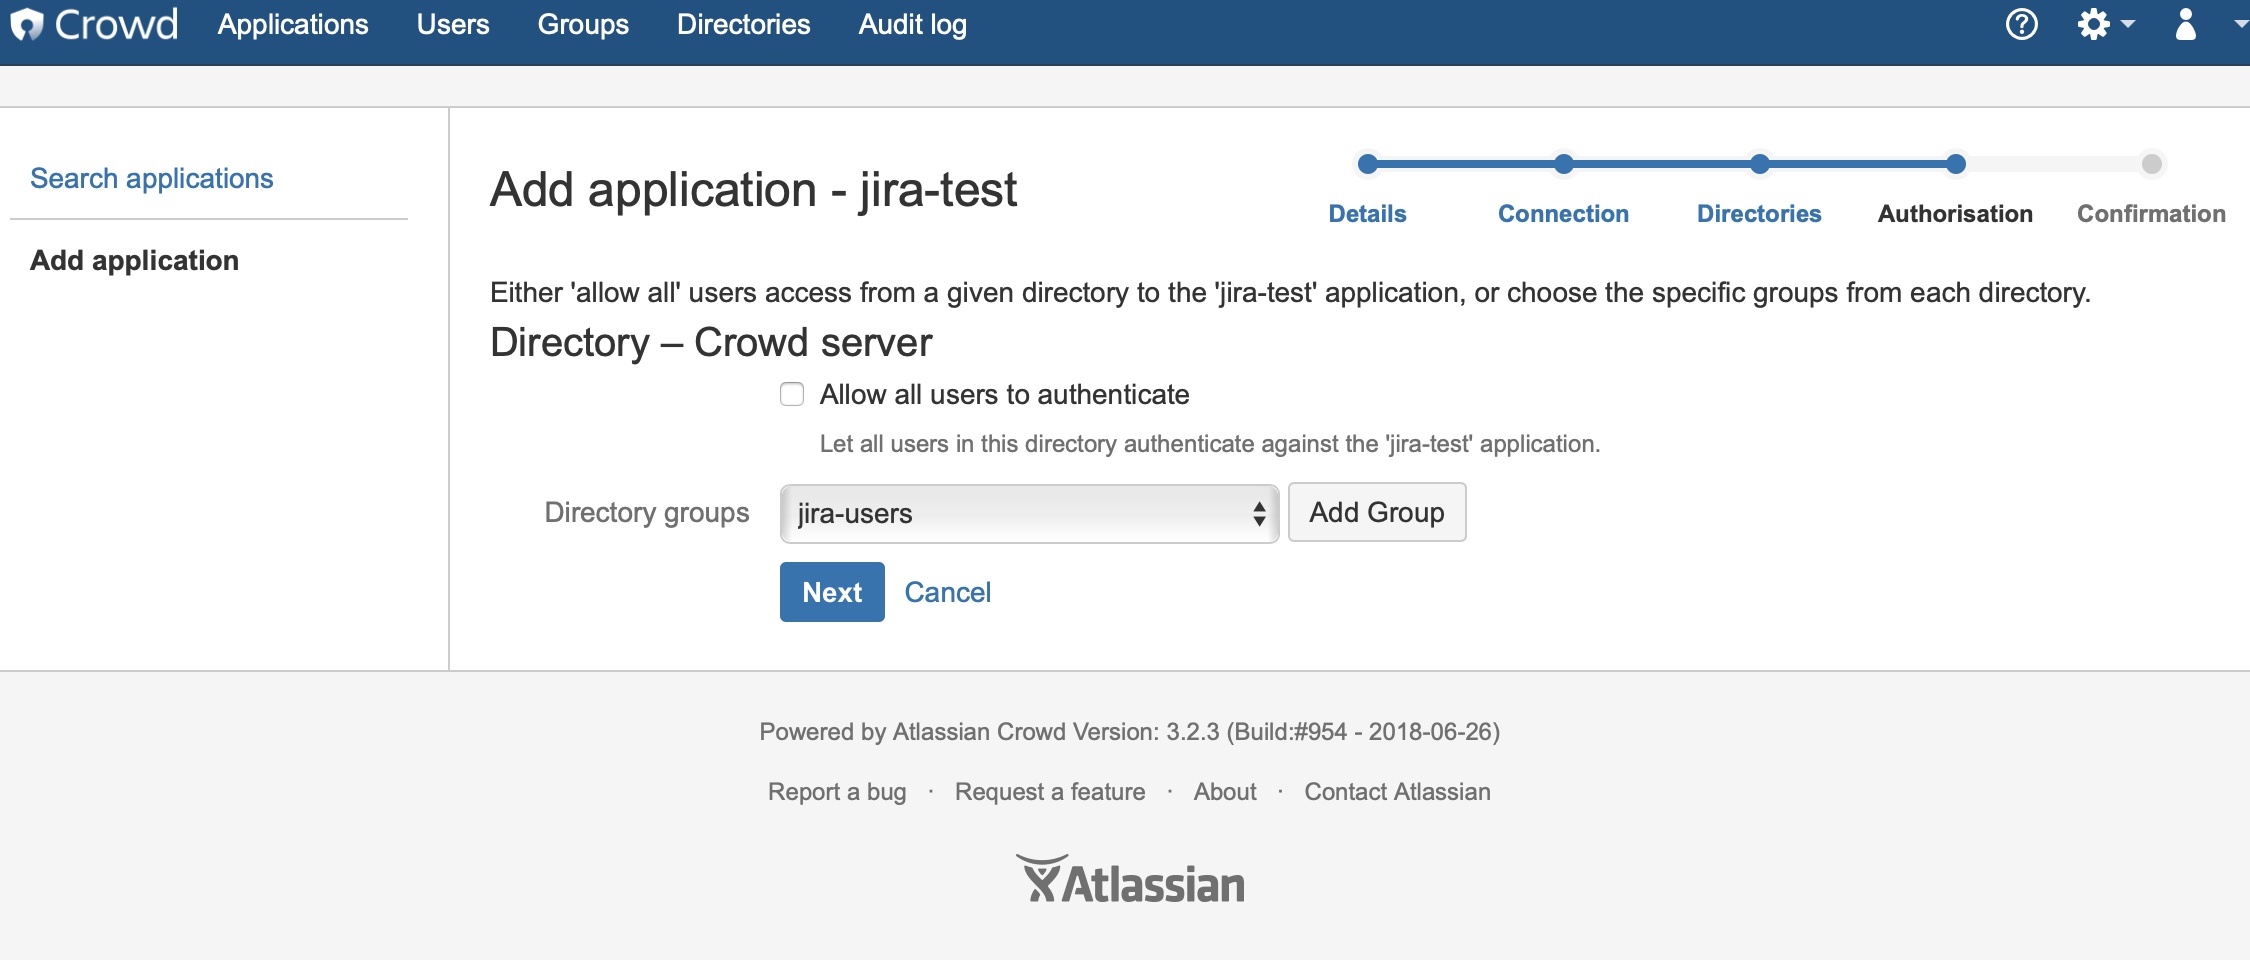 Crowd Applications Users Groups Directories Audit log
Search applications
Add application
Add application - jira-test
Details Connection Directories Authorisation Confirmation
Either 'allow all' users access from a given directory to the 'jira-test' application, or choose the specific groups from each directory.
Directory – Crowd server
Allow all users to authenticate
Let all users in this directory authenticate against the 'jira-test' application.
Directory groups jira-users Add Group
Next Cancel
Powered by Atlassian Crowd Version: 3.2.3 (Build:#954 - 2018-06-26)
Report a bug · Request a feature · About · Contact Atlassian
Atlassian